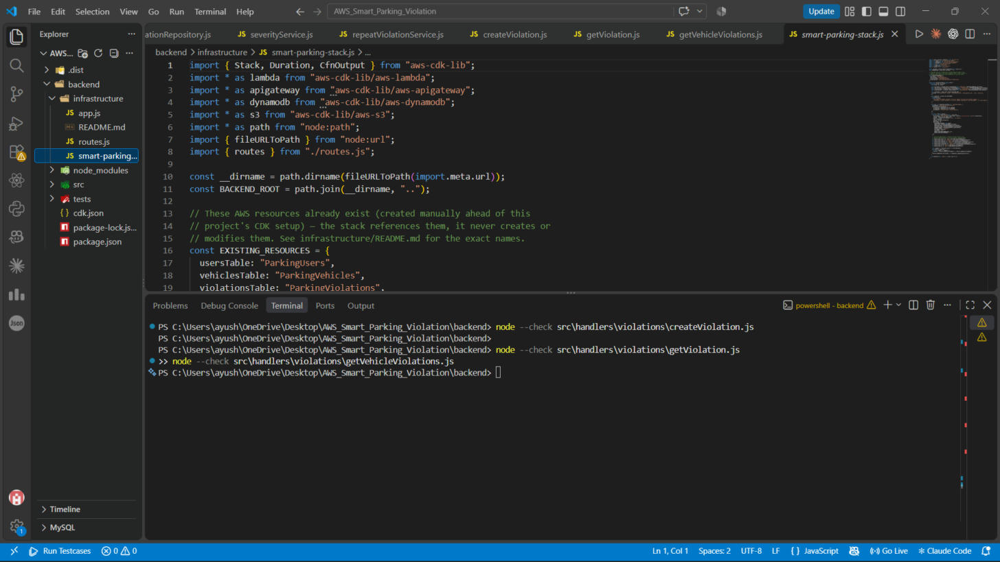 File Edit Selection View Go Run Terminal Help
AWS_Smart_Parking_Violation
Update
Explorer
ationRepository.js
JS severityService.js
JS repeatViolationService.js
JS createViolation.js
JS getViolation.js
JS getVehicleViolations.js
JS smart-parking-stack.js
AWS...
.dist
backend
infrastructure
JS app.js
README.md
JS routes.js
JS smart-parking...
node_modules
src
tests
{ } cdk.json
package-lock.js...
package.json
Timeline
MySQL
Json
backend > infrastructure > JS smart-parking-stack.js > ...
1 import { Stack, Duration, CfnOutput } from "aws-cdk-lib";
2 import * as lambda from "aws-cdk-lib/aws-lambda";
3 import * as apigateway from "aws-cdk-lib/aws-apigateway";
4 import * as dynamodb from "aws-cdk-lib/aws-dynamodb";
5 import * as s3 from "aws-cdk-lib/aws-s3";
6 import * as path from "node:path";
7 import { fileURLToPath } from "node:url";
8 import { routes } from "./routes.js";
9
10 const __dirname = path.dirname(fileURLToPath(import.meta.url));
11 const BACKEND_ROOT = path.join(__dirname, "..");
12
13 // These AWS resources already exist (created manually ahead of this
14 // project's CDK setup) — the stack references them, it never creates or
15 // modifies them. See infrastructure/README.md for the exact names.
16 const EXISTING_RESOURCES = {
17 usersTable: "ParkingUsers",
18 vehiclesTable: "ParkingVehicles",
19 violationsTable: "ParkingViolations",
Problems Debug Console Terminal Ports Output
powershell - backend
PS C:\Users\ayush\OneDrive\Desktop\AWS_Smart_Parking_Violation\backend> node --check src\handlers\violations\createViolation.js
PS C:\Users\ayush\OneDrive\Desktop\AWS_Smart_Parking_Violation\backend>
PS C:\Users\ayush\OneDrive\Desktop\AWS_Smart_Parking_Violation\backend> node --check src\handlers\violations\getViolation.js
>> node --check src\handlers\violations\getVehicleViolations.js
PS C:\Users\ayush\OneDrive\Desktop\AWS_Smart_Parking_Violation\backend>
1
Run Testcases 0 0
Ln 1, Col 1 Spaces: 2 UTF-8 LF { } JavaScript Go Live Claude Code